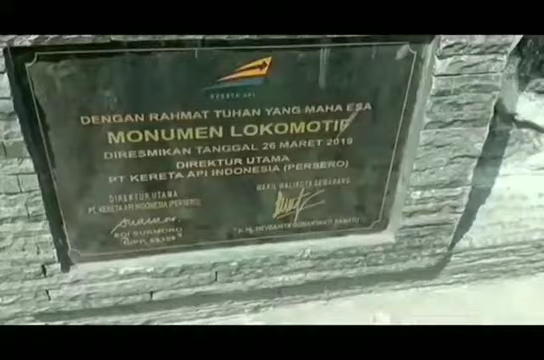 KERETA API
DENGAN RAHMAT TUHAN YANG MAHA ESA
MONUMEN LOKOMOTIF
DIRESMIKAN TANGGAL 26 MARET 2019
DIREKTUR UTAMA
PT KERETA API INDONESIA (PERSERO)
DIREKTUR UTAMA
PT. KERETA API INDONESIA (PERSERO)
EDI SUKMORO
WAKIL WALIKOTA SEMARANG